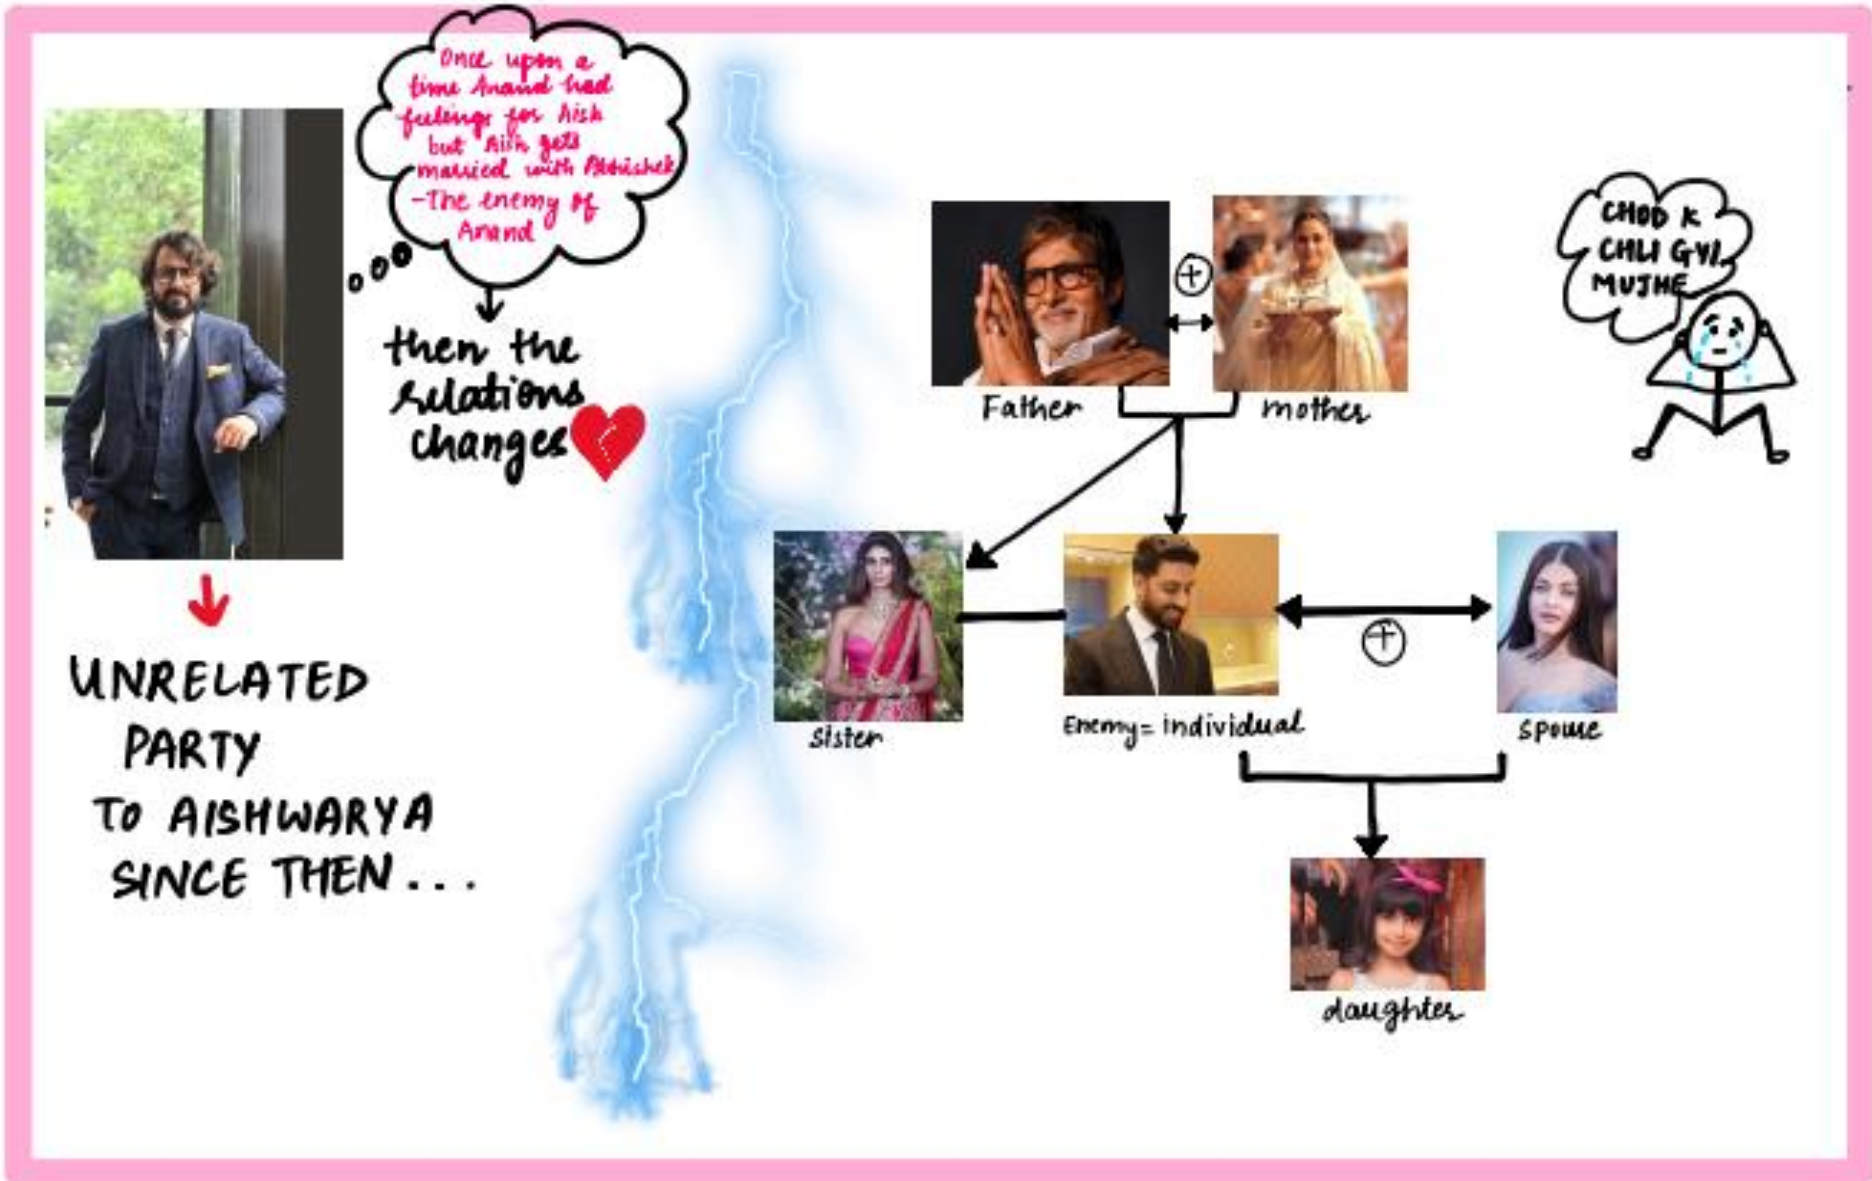 Once upon a
time Anand had
feelings for Aish
but Aish gets
married with Abhishek
-The enemy of
Anand
then the
relations
changes
UNRELATED
PARTY
TO AISHWARYA
SINCE THEN...
CHOD K
CHLI GYI
MUJHE
+
Father
mother
sister
Enemy= individual
+
spouse
daughter